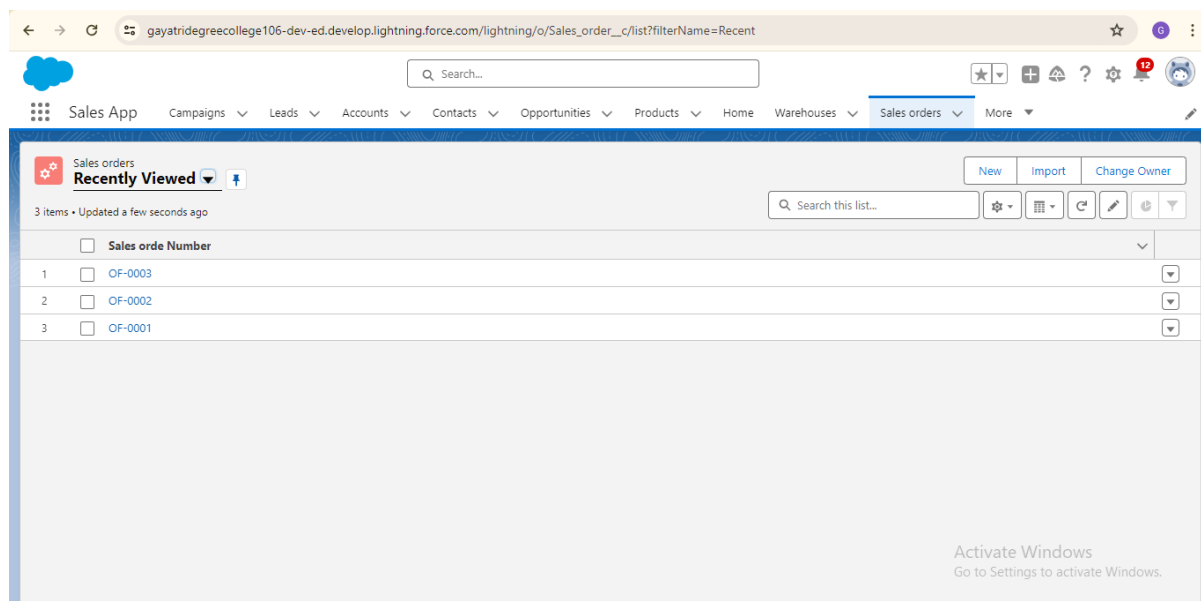 gayatridegreecollege106-dev-ed.develop.lightning.force.com/lightning/o/Sales_order__c/list?filterName=Recent
G
Search...
12
Sales App Campaigns Leads Accounts Contacts Opportunities Products Home Warehouses Sales orders More
Sales orders
Recently Viewed
New Import Change Owner
3 items • Updated a few seconds ago
Search this list...
Sales orde Number
1 OF-0003
2 OF-0002
3 OF-0001
Activate Windows
Go to Settings to activate Windows.